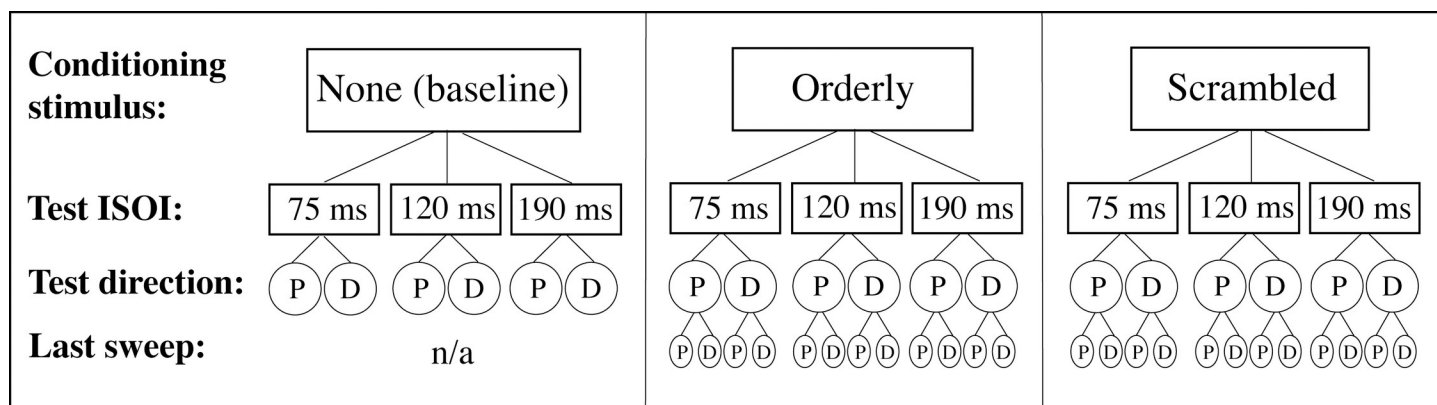 Conditioning stimulus: None (baseline) Orderly Scrambled
Test ISOI: 75 ms 120 ms 190 ms 75 ms 120 ms 190 ms 75 ms 120 ms 190 ms
Test direction: P D P D P D P D P D P D P D P D P D
Last sweep: n/a P D P D P D P D P D P D P D P D P D P D P D P D